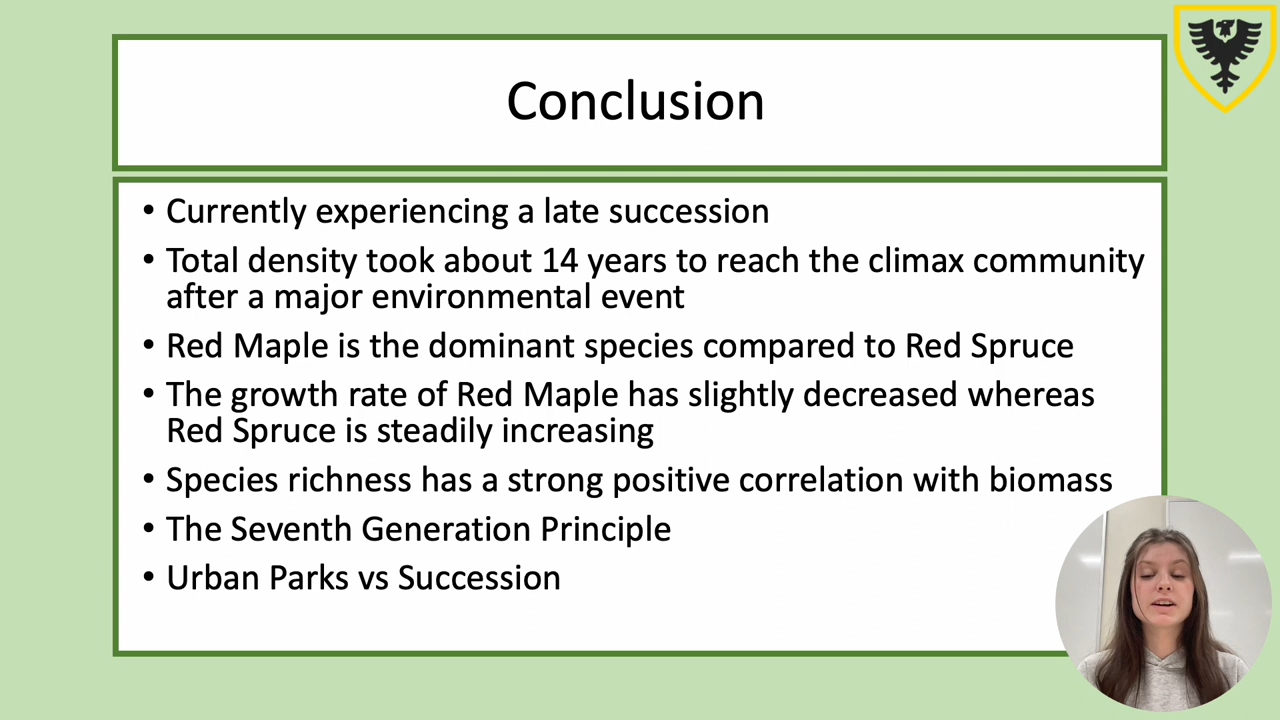 Conclusion
• Currently experiencing a late succession
• Total density took about 14 years to reach the climax community
after a major environmental event
• Red Maple is the dominant species compared to Red Spruce
• The growth rate of Red Maple has slightly decreased whereas
Red Spruce is steadily increasing
• Species richness has a strong positive correlation with biomass
• The Seventh Generation Principle
• Urban Parks vs Succession